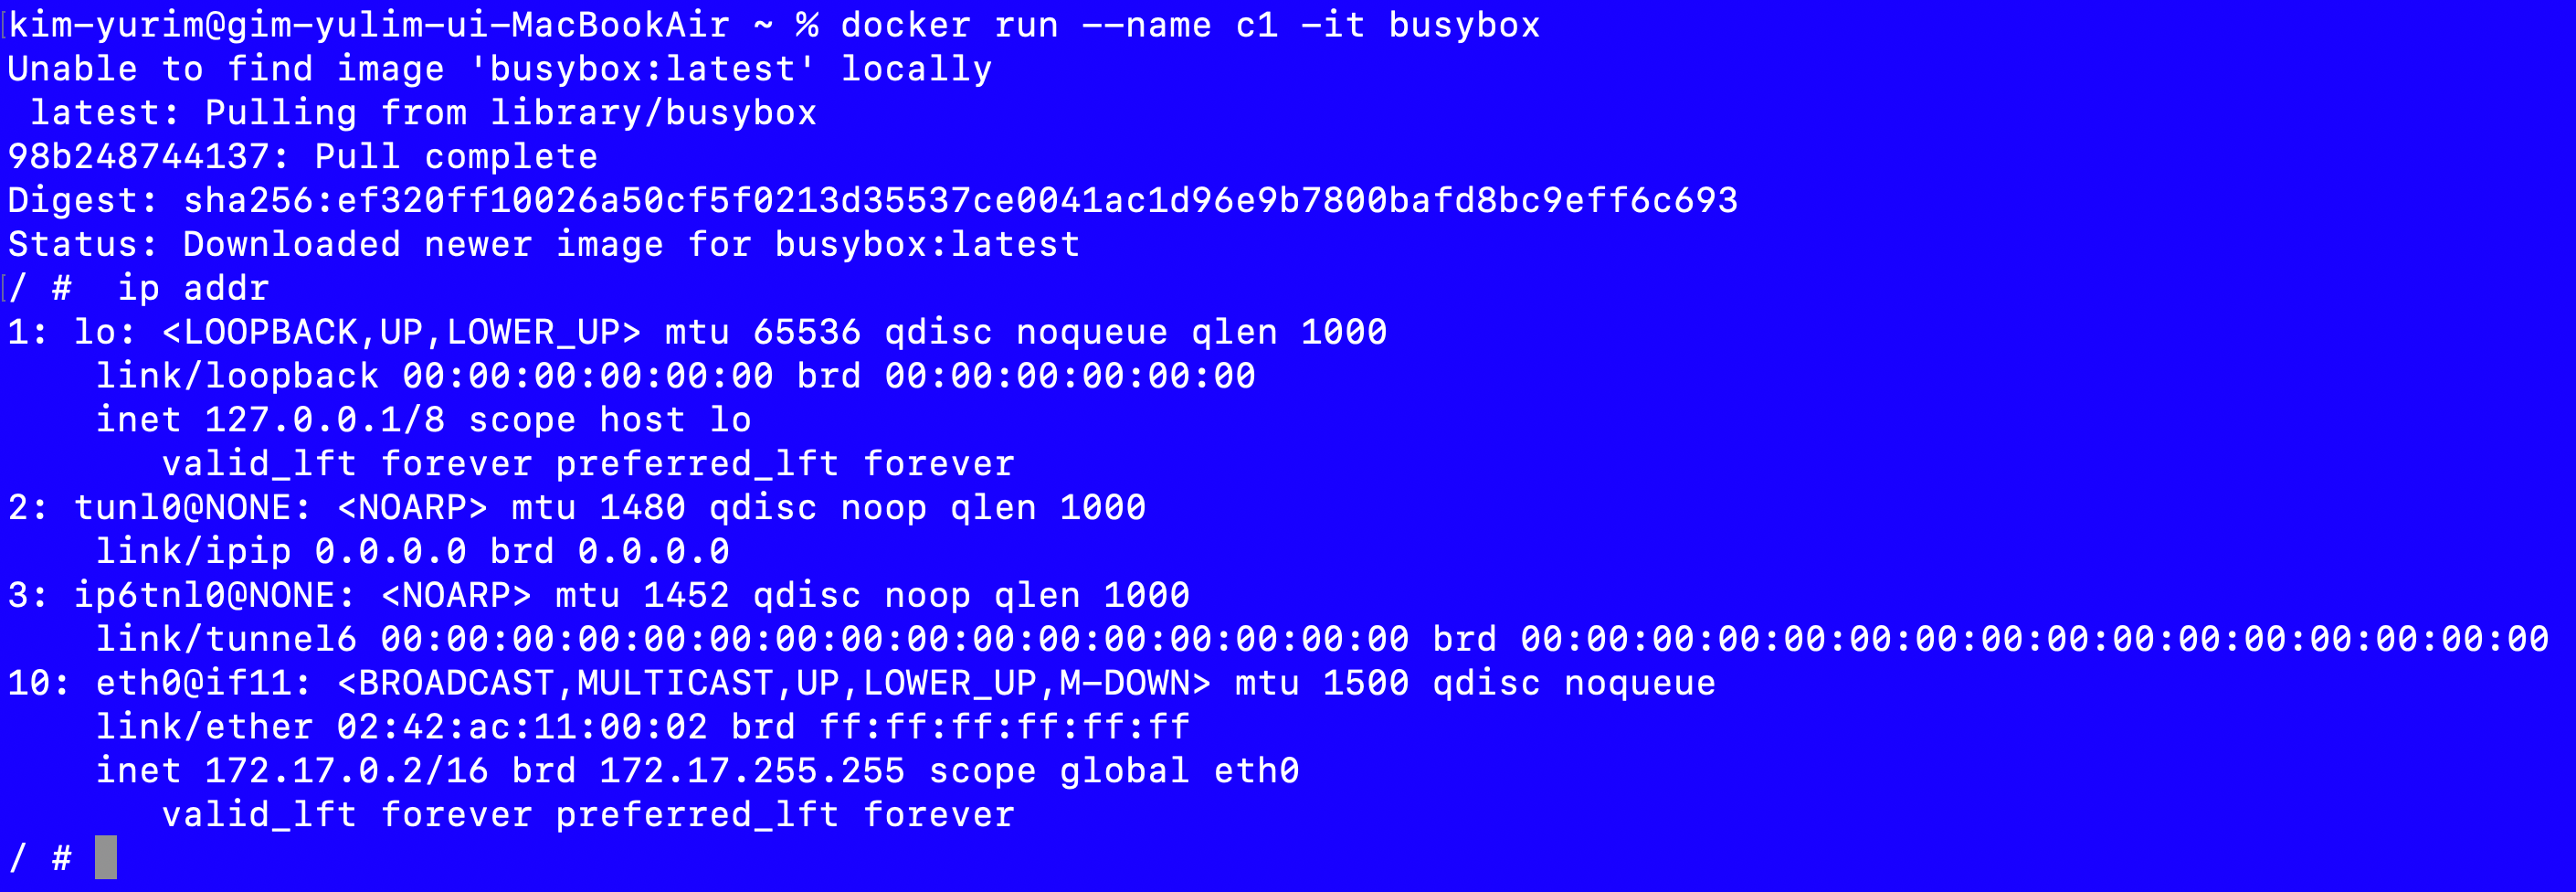 kim-yurim@gim-yulim-ui-MacBookAir ~ % docker run --name c1 -it busybox
Unable to find image 'busybox:latest' locally
latest: Pulling from library/busybox
98b248744137: Pull complete
Digest: sha256:ef320ff10026a50cf5f0213d35537ce0041ac1d96e9b7800bafd8bc9eff6c693
Status: Downloaded newer image for busybox:latest
/ #  ip addr
1: lo: <LOOPBACK,UP,LOWER_UP> mtu 65536 qdisc noqueue qlen 1000
    link/loopback 00:00:00:00:00:00 brd 00:00:00:00:00:00
    inet 127.0.0.1/8 scope host lo
       valid_lft forever preferred_lft forever
2: tunl0@NONE: <NOARP> mtu 1480 qdisc noop qlen 1000
    link/ipip 0.0.0.0 brd 0.0.0.0
3: ip6tnl0@NONE: <NOARP> mtu 1452 qdisc noop qlen 1000
    link/tunnel6 00:00:00:00:00:00:00:00:00:00:00:00:00:00:00:00 brd 00:00:00:00:00:00:00:00:00:00:00:00:00:00:00:00
10: eth0@if11: <BROADCAST,MULTICAST,UP,LOWER_UP,M-DOWN> mtu 1500 qdisc noqueue
    link/ether 02:42:ac:11:00:02 brd ff:ff:ff:ff:ff:ff
    inet 172.17.0.2/16 brd 172.17.255.255 scope global eth0
       valid_lft forever preferred_lft forever
/ #